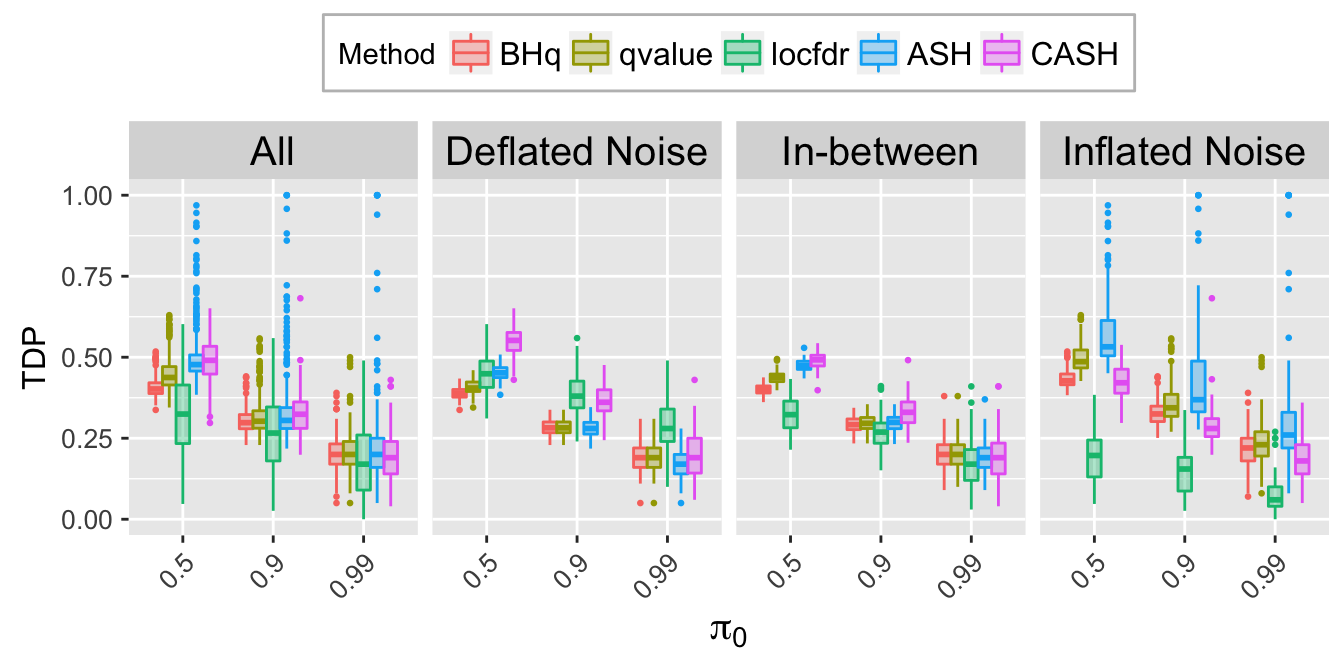 Method BHq qvalue locfdr ASH CASH
All Deflated Noise In-between Inflated Noise
1.00
0.75
0.50
0.25
0.00
TDP
0.5 0.9 0.99 0.5 0.9 0.99 0.5 0.9 0.99 0.5 0.9 0.99
π₀